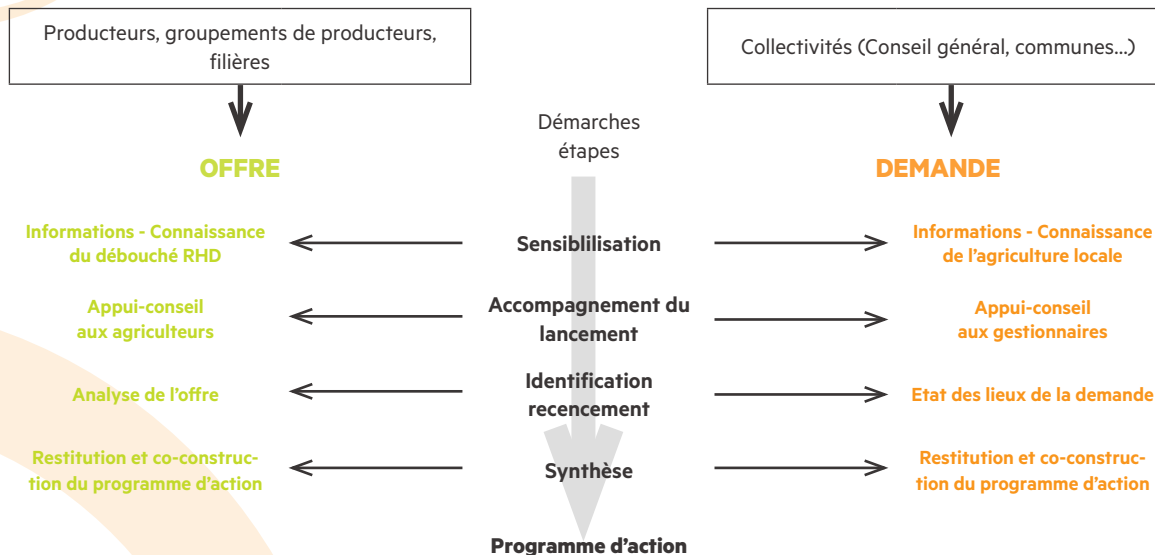 Producteurs, groupements de producteurs,
filières
Collectivités (Conseil général, communes...)
Démarches
étapes
OFFRE
DEMANDE
Informations - Connaissance
du débouché RHD
Sensiblilisation
Informations - Connaissance
de l'agriculture locale
Appui-conseil
aux agriculteurs
Accompagnement du
lancement
Appui-conseil
aux gestionnaires
Analyse de l'offre
Identification
recencement
Etat des lieux de la demande
Restitution et co-construc-
tion du programme d'action
Synthèse
Restitution et co-construc-
tion du programme d'action
Programme d'action